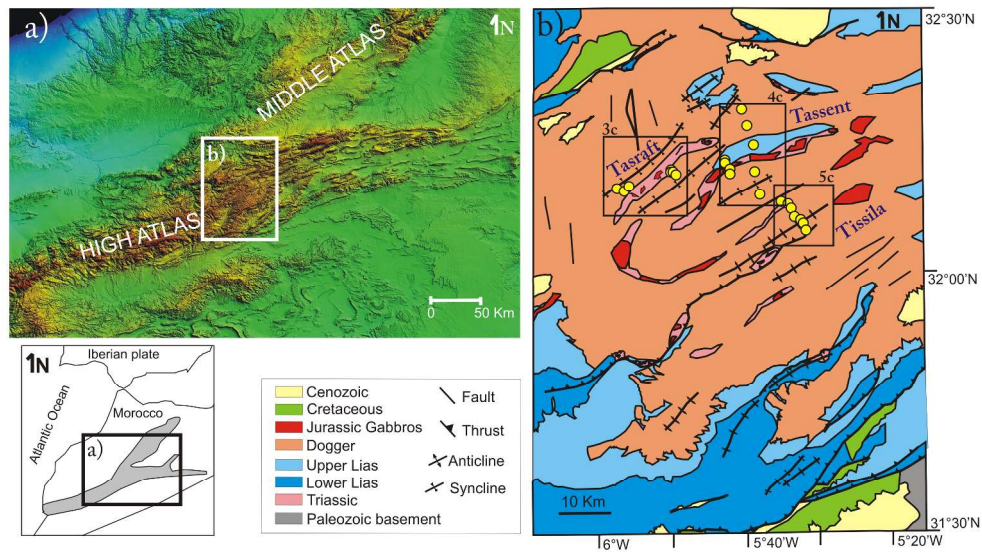 a)
1N
MIDDLE ATLAS
b)
HIGH ATLAS
0 50 Km
1N
Iberian plate
Atlantic Ocean
Morocco
a)
Cenozoic
Cretaceous
Jurassic Gabbros
Dogger
Upper Lias
Lower Lias
Triassic
Paleozoic basement
Fault
Thrust
Anticline
Syncline
b)
1N
32°30'N
4c
3c
Tassent
Tasraft
5c
Tissila
32°00'N
10 Km
31°30'N
6°W
5°40'W
5°20'W